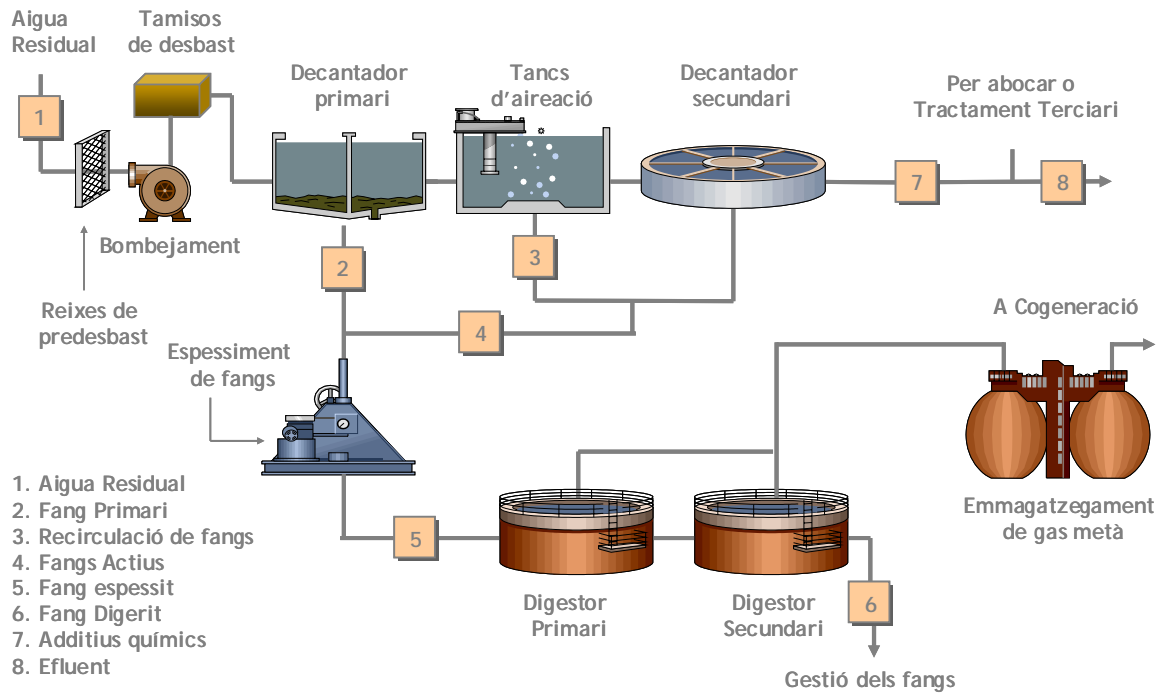 Aigua
Residual
Tamisos
de desbast
Decantador
primari
Tancs
d'aireació
Decantador
secundari
Per abocar o
Tractament Terciari
1
7
8
Bombejament
2
3
Reixes de
predesbast
4
A Cogeneració
Espessiment
de fangs
1. Aigua Residual
2. Fang Primari
3. Recirculació de fangs
4. Fangs Actius
5. Fang espessit
6. Fang Digerit
7. Additius químics
8. Efluent
5
Emmagatzegament
de gas metà
Digestor
Primari
Digestor
Secundari
6
Gestió dels fangs